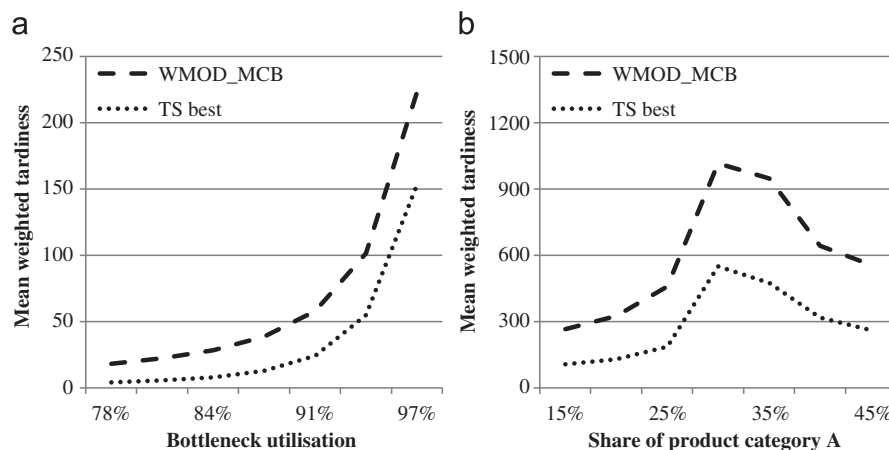 a
Mean weighted tardiness
250
200
150
100
50
0
WMOD_MCB
TS best
78%
84%
91%
97%
Bottleneck utilisation
b
Mean weighted tardiness
1500
1200
900
600
300
0
WMOD_MCB
TS best
15%
25%
35%
45%
Share of product category A